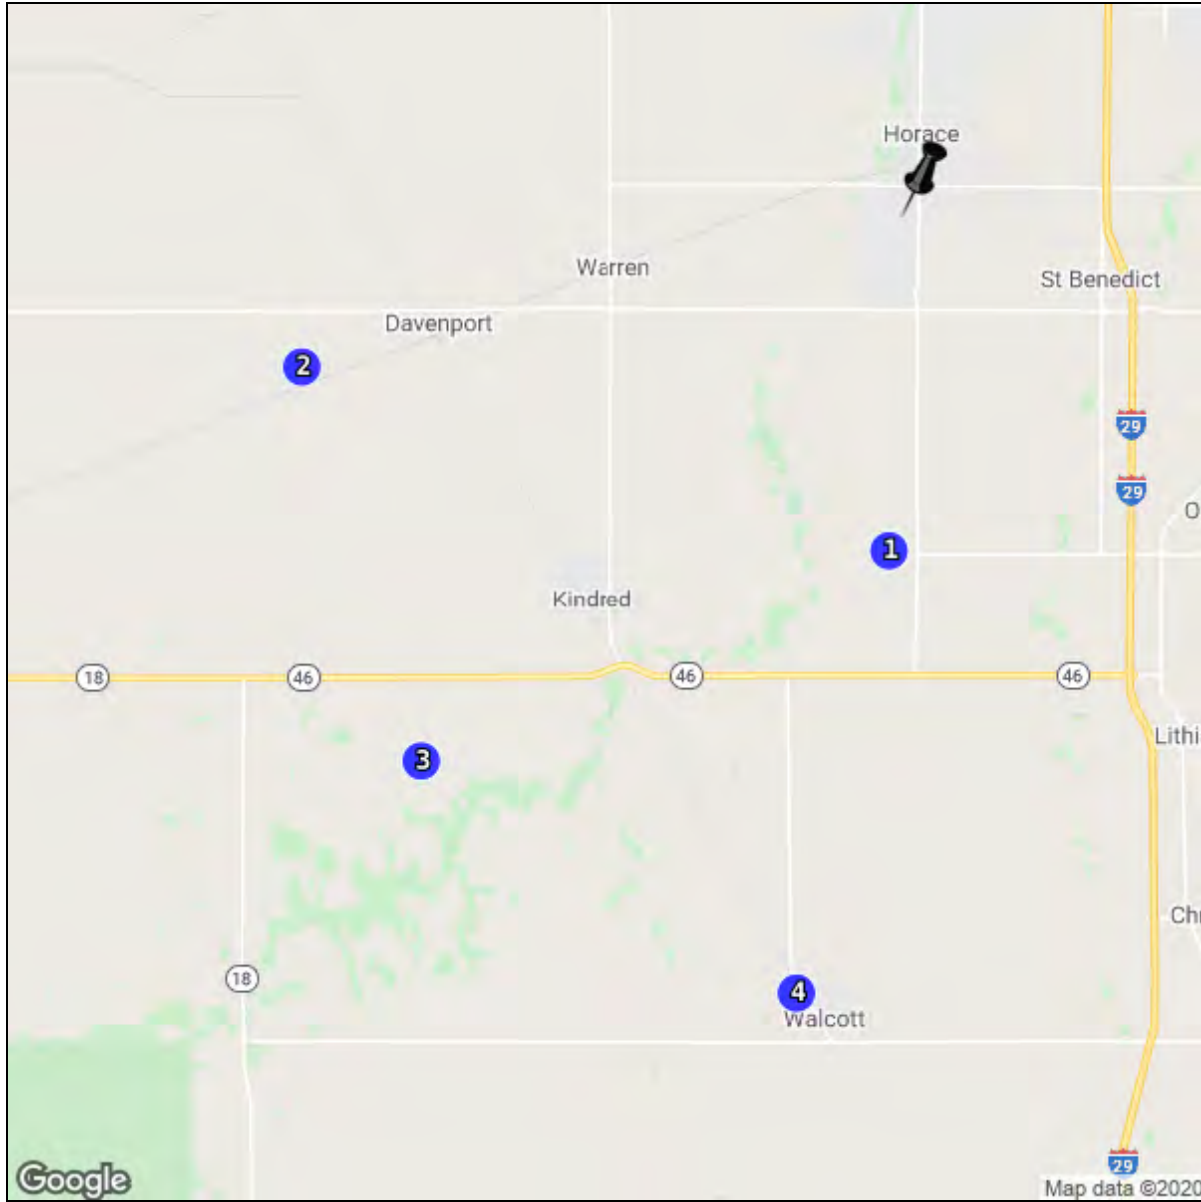 Horace
Warren
St Benedict
Davenport
2
29
29
O
1
Kindred
18
46
46
46
Lithi
3
Chr
18
4
Walcott
29
Google
Map data ©2020